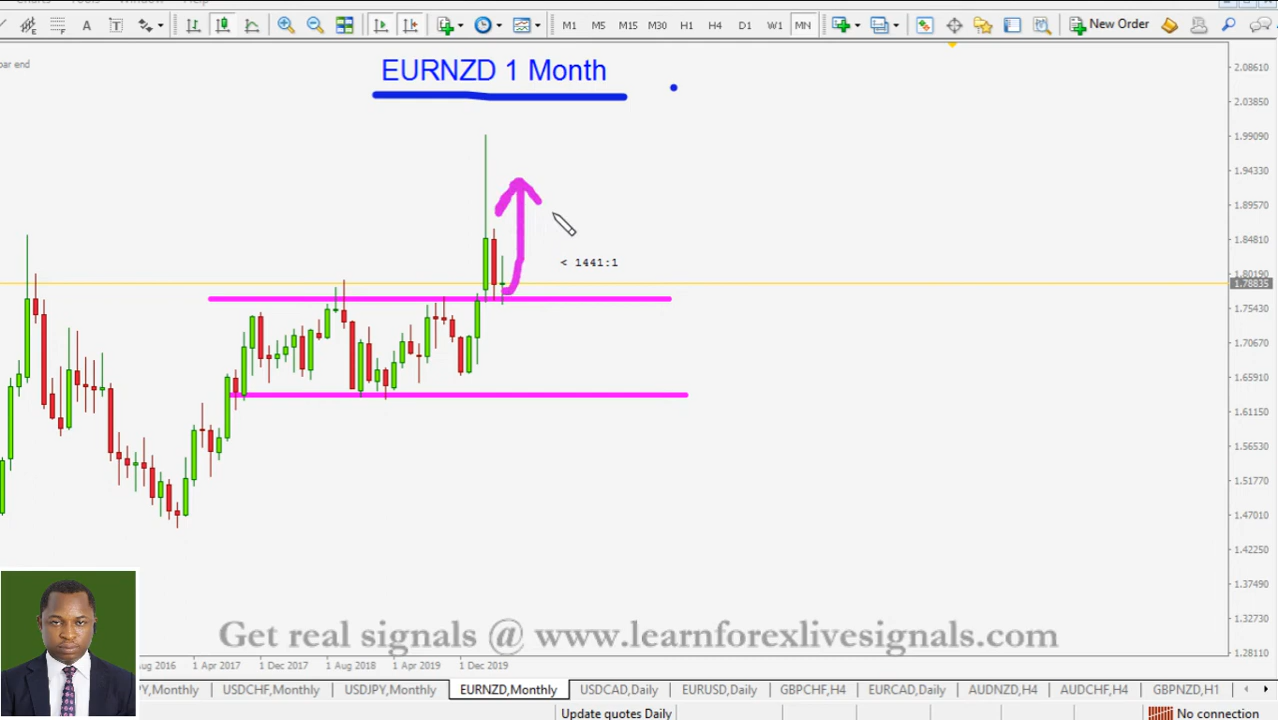 M1 M5 M15 M30 H1 H4 D1 W1 MN New Order
bar end
EURNZD 1 Month
2.08610
2.03850
1.99090
1.94330
1.89570
1.84810
< 1441:1
1.80190
1.78835
1.75430
1.70670
1.65910
1.61150
1.56530
1.51770
1.47010
1.42250
1.37490
1.32730
1.28110
Get real signals @ www.learnforexlivesignals.com
Aug 2016 1 Apr 2017 1 Dec 2017 1 Aug 2018 1 Apr 2019 1 Dec 2019
PY,Monthly USDCHF,Monthly USDJPY,Monthly EURNZD,Monthly USDCAD,Daily EURUSD,Daily GBPCHF,H4 EURCAD,Daily AUDNZD,H4 AUDCHF,H4 GBPNZD,H1
Update quotes Daily No connection